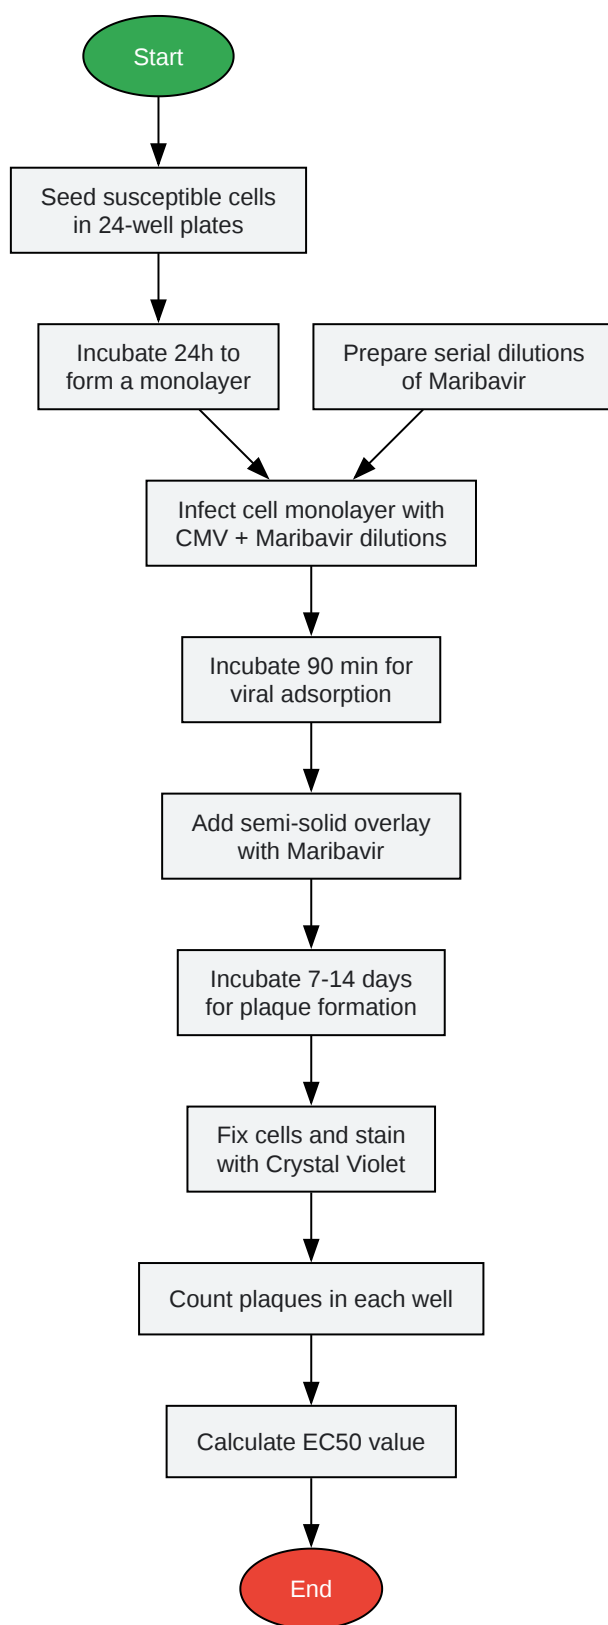 Start
Seed susceptible cells
in 24-well plates
Incubate 24h to
form a monolayer
Prepare serial dilutions
of Maribavir
Infect cell monolayer with
CMV + Maribavir dilutions
Incubate 90 min for
viral adsorption
Add semi-solid overlay
with Maribavir
Incubate 7-14 days
for plaque formation
Fix cells and stain
with Crystal Violet
Count plaques in each well
Calculate EC50 value
End